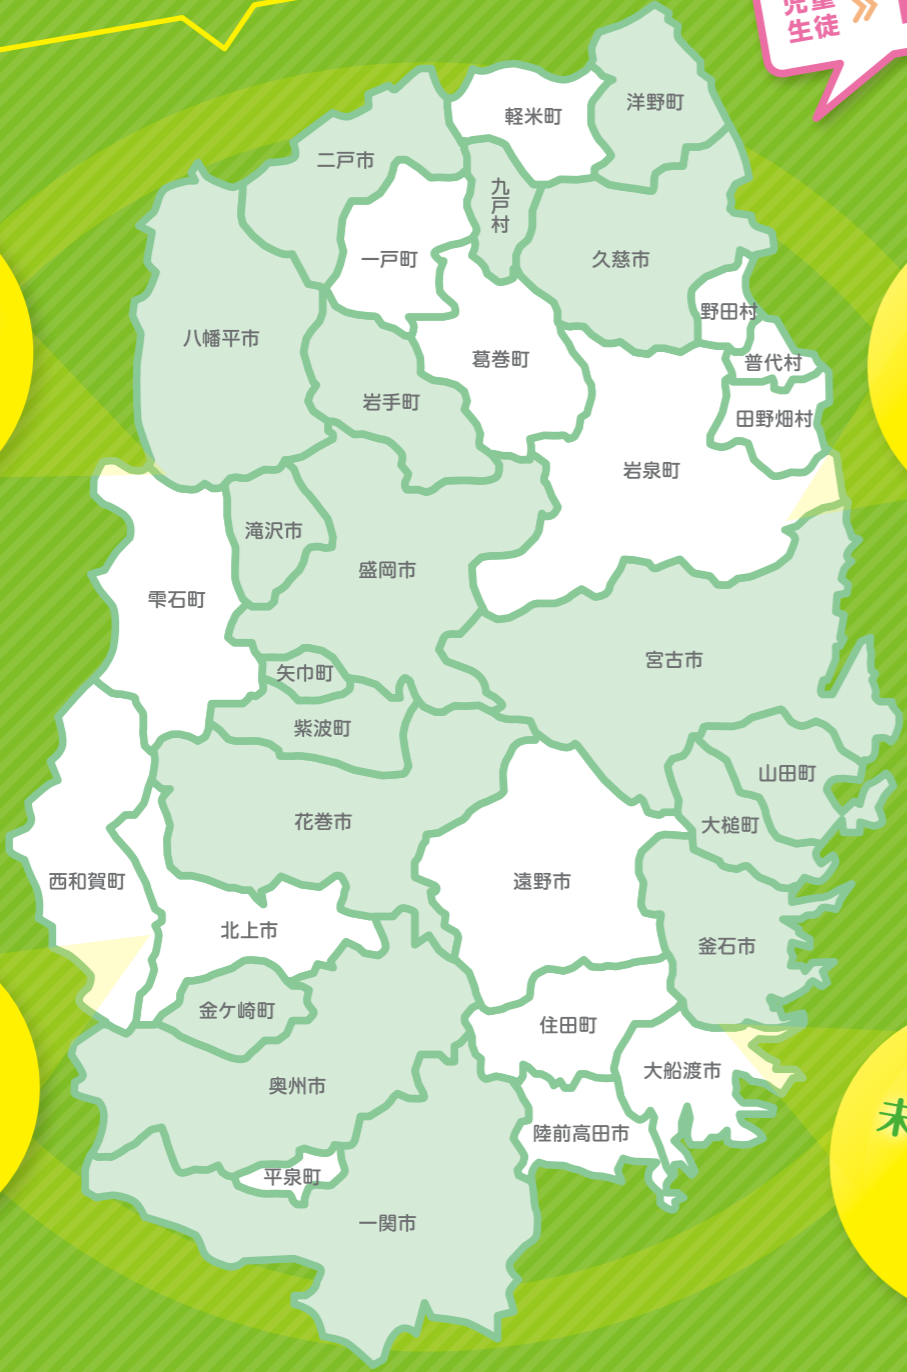 児童
生徒
洋野町
軽米町
二戸市
九戸村
一戸町
久慈市
野田村
八幡平市
葛巻町
普代村
岩手町
田野畑村
岩泉町
滝沢市
盛岡市
雫石町
宮古市
矢巾町
紫波町
山田町
花巻市
大槌町
西和賀町
遠野市
北上市
釜石市
金ケ崎町
住田町
大船渡市
奥州市
未
陸前高田市
平泉町
一関市